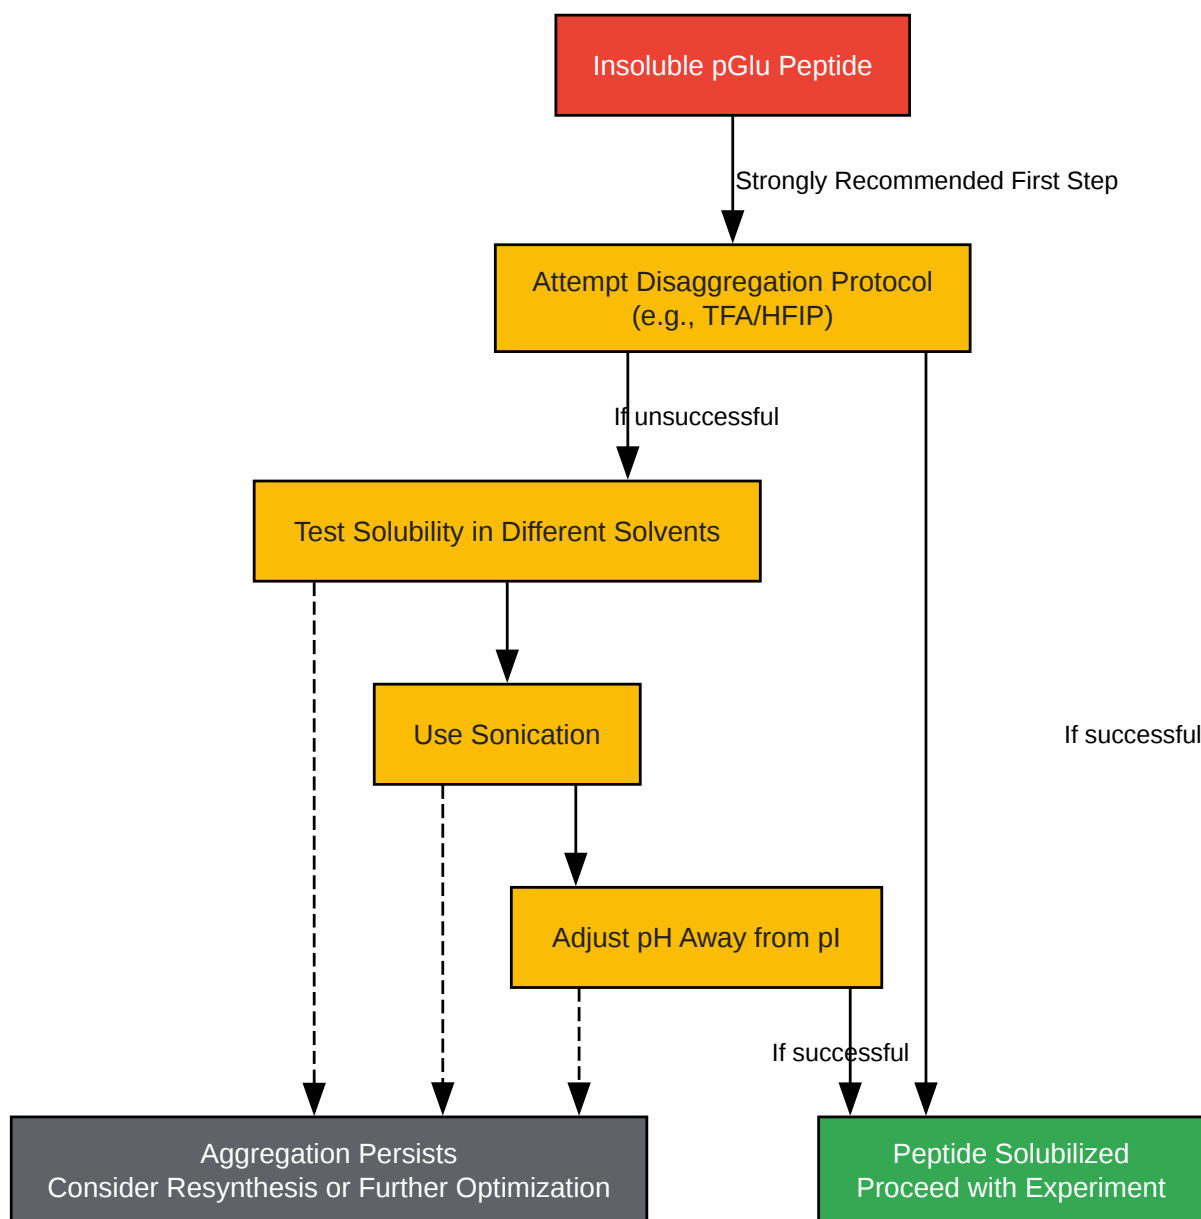 Insoluble pGlu Peptide
Strongly Recommended First Step
Attempt Disaggregation Protocol
(e.g., TFA/HFIP)
If unsuccessful
Test Solubility in Different Solvents
Use Sonication
If successful
Adjust pH Away from pI
If successful
Aggregation Persists
Consider Resynthesis or Further Optimization
Peptide Solubilized
Proceed with Experiment